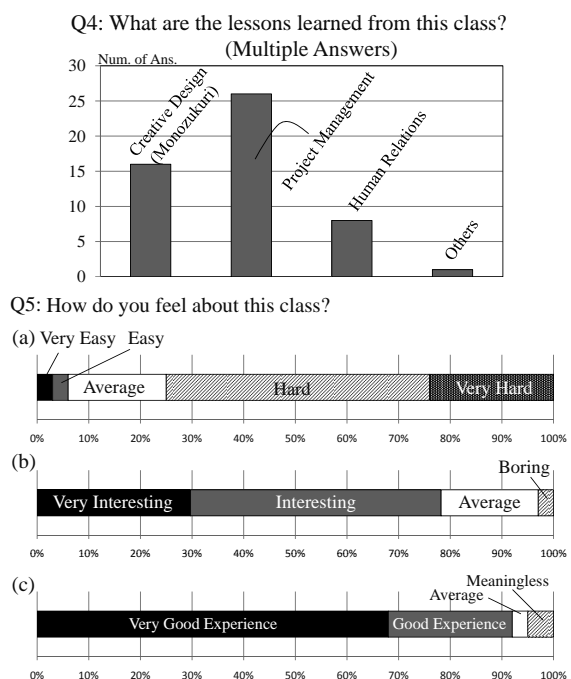 Q4: What are the lessons learned from this class?
(Multiple Answers)
Num. of Ans.
30
25
20
15
10
5
0
Creative Design
(Monozukuri)
Project Management
Human Relations
Others
Q5: How do you feel about this class?
(a) Very Easy Easy
Average Hard Very Hard
0% 10% 20% 30% 40% 50% 60% 70% 80% 90% 100%
(b)
Boring
Very Interesting Interesting Average
0% 10% 20% 30% 40% 50% 60% 70% 80% 90% 100%
(c)
Meaningless
Average
Very Good Experience Good Experience
0% 10% 20% 30% 40% 50% 60% 70% 80% 90% 100%